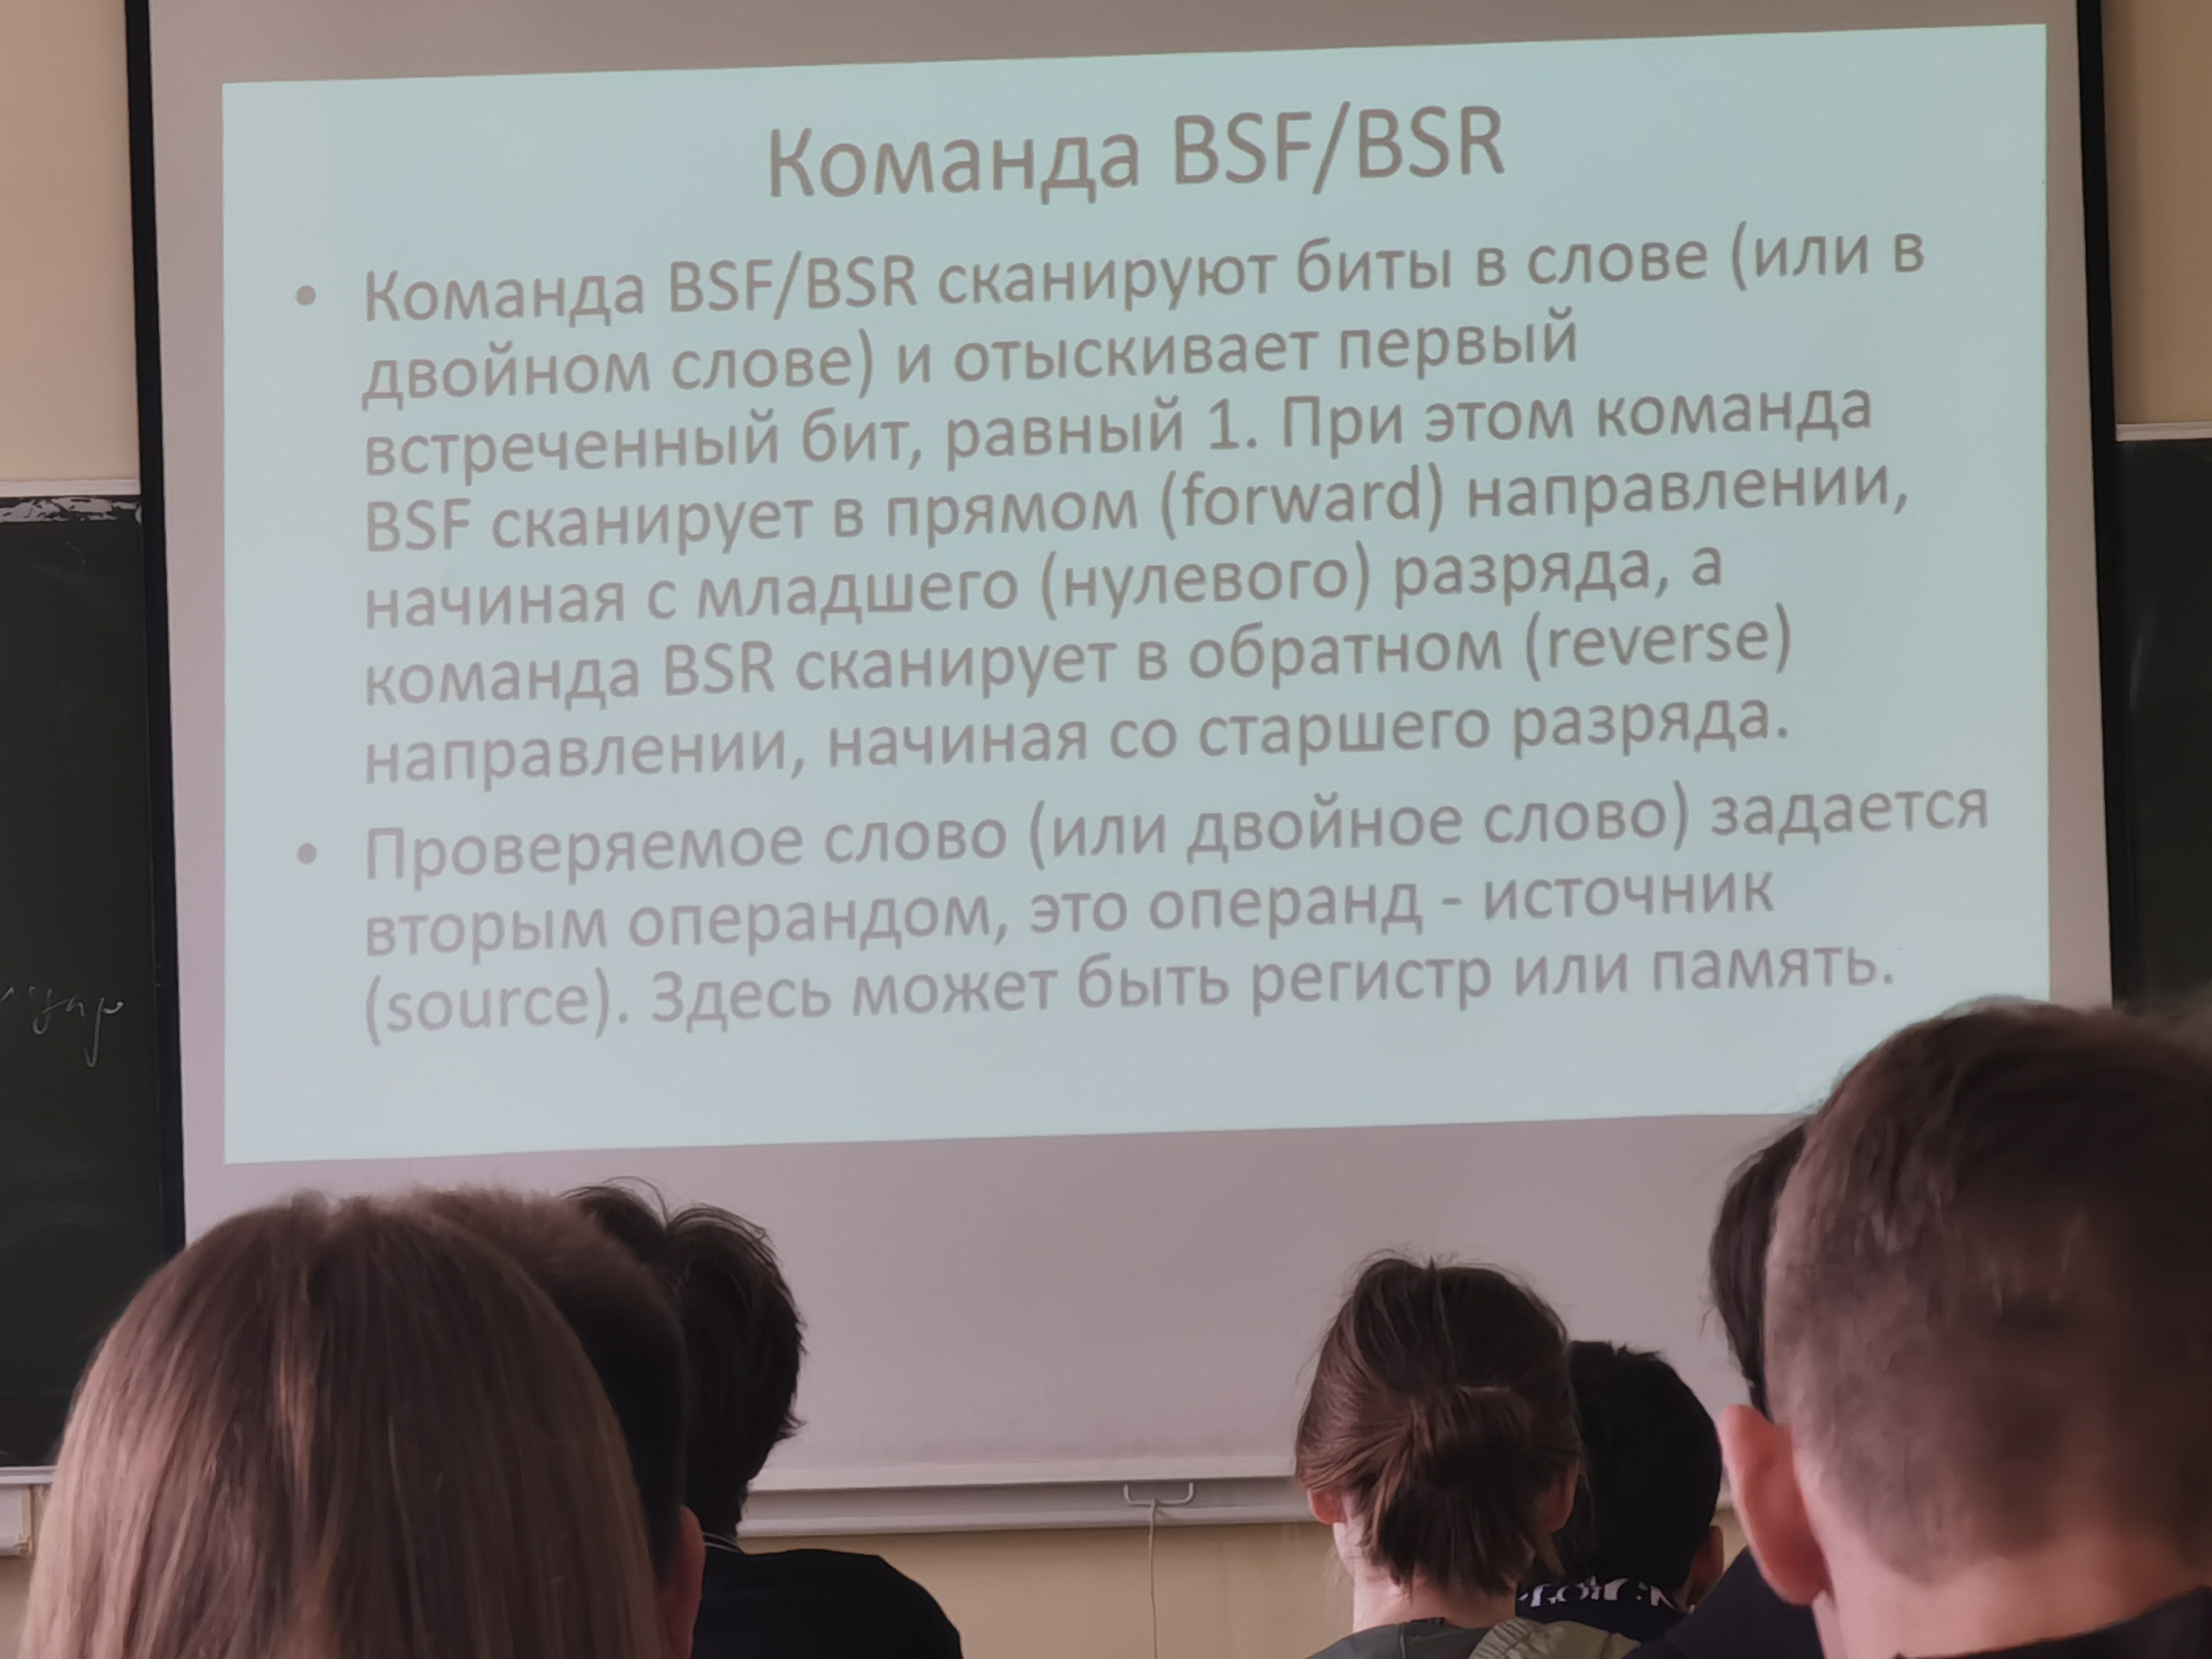 Команда BSF/BSR
• Команда BSF/BSR сканируют биты в слове (или в
двойном слове) и отыскивает первый
встреченный бит, равный 1. При этом команда
BSF сканирует в прямом (forward) направлении,
начиная с младшего (нулевого) разряда, а
команда BSR сканирует в обратном (reverse)
направлении, начиная со старшего разряда.
• Проверяемое слово (или двойное слово) задается
вторым операндом, это операнд - источник
(source). Здесь может быть регистр или память.